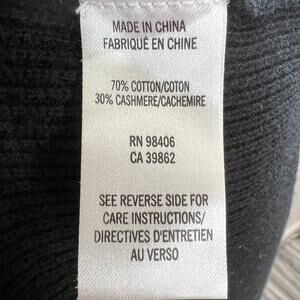 MADE IN CHINA
FABRIQUÉ EN CHINE
70% COTTON/COTON
30% CASHMERE/CACHEMIRE
RN 98406
CA 39862
SEE REVERSE SIDE FOR
CARE INSTRUCTIONS/
DIRECTIVES D'ENTRETIEN
AU VERSO